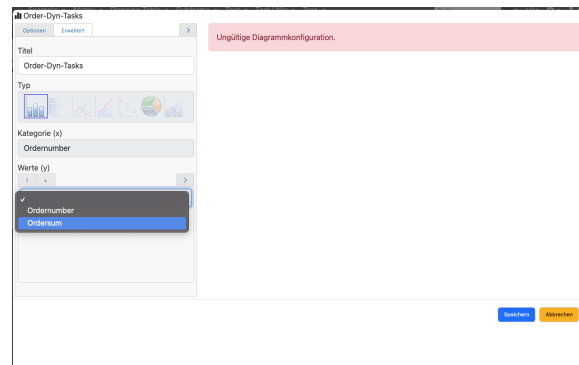 Order-Dyn-Tasks
Optionen
Erweitert
Titel
Order-Dyn-Tasks
Typ
Kategorie (x)
Ordernumber
Werte (y)
1
+
Ordernumber
Ordersum
Ungültige Diagrammkonfiguration.
Speichern
Abbrechen